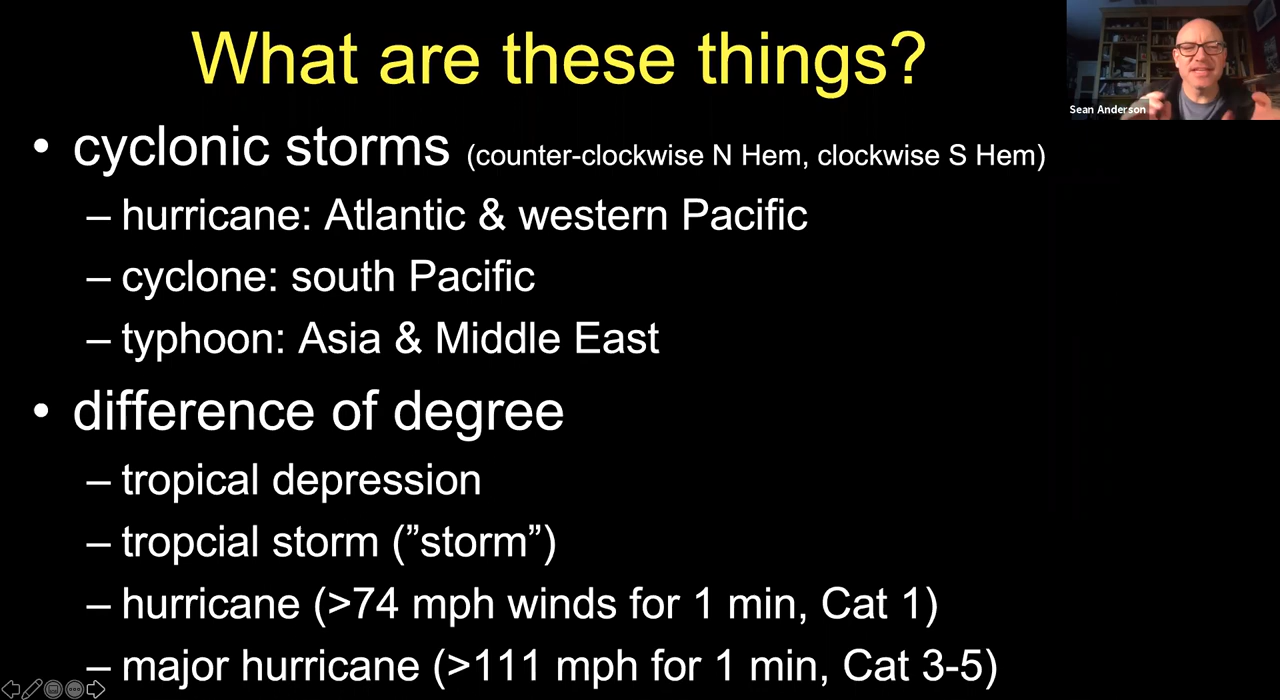 What are these things?
Sean Anderson
• cyclonic storms (counter-clockwise N Hem, clockwise S Hem)
– hurricane: Atlantic & western Pacific
– cyclone: south Pacific
– typhoon: Asia & Middle East
• difference of degree
– tropical depression
– tropcial storm (”storm”)
– hurricane (>74 mph winds for 1 min, Cat 1)
– major hurricane (>111 mph for 1 min, Cat 3-5)